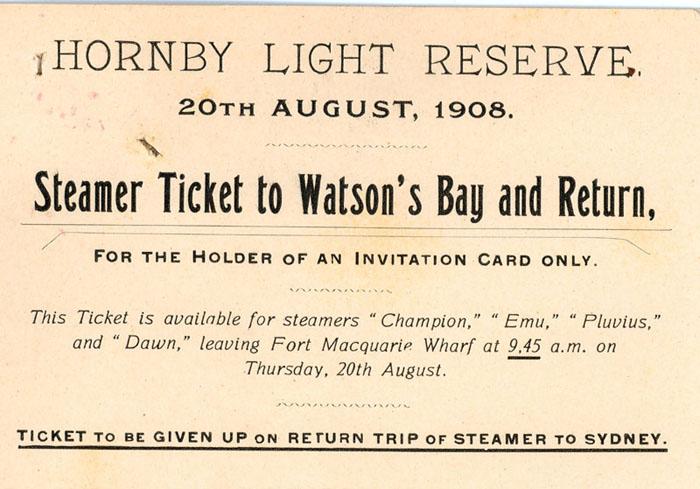 HORNBY LIGHT RESERVE.
20TH AUGUST, 1908.
Steamer Ticket to Watson's Bay and Return,
FOR THE HOLDER OF AN INVITATION CARD ONLY.
This Ticket is available for steamers "Champion," "Emu," "Pluvius,"
and "Dawn," leaving Fort Macquarie Wharf at 9,45 a.m. on
Thursday, 20th August.
TICKET TO BE GIVEN UP ON RETURN TRIP OF STEAMER TO SYDNEY.